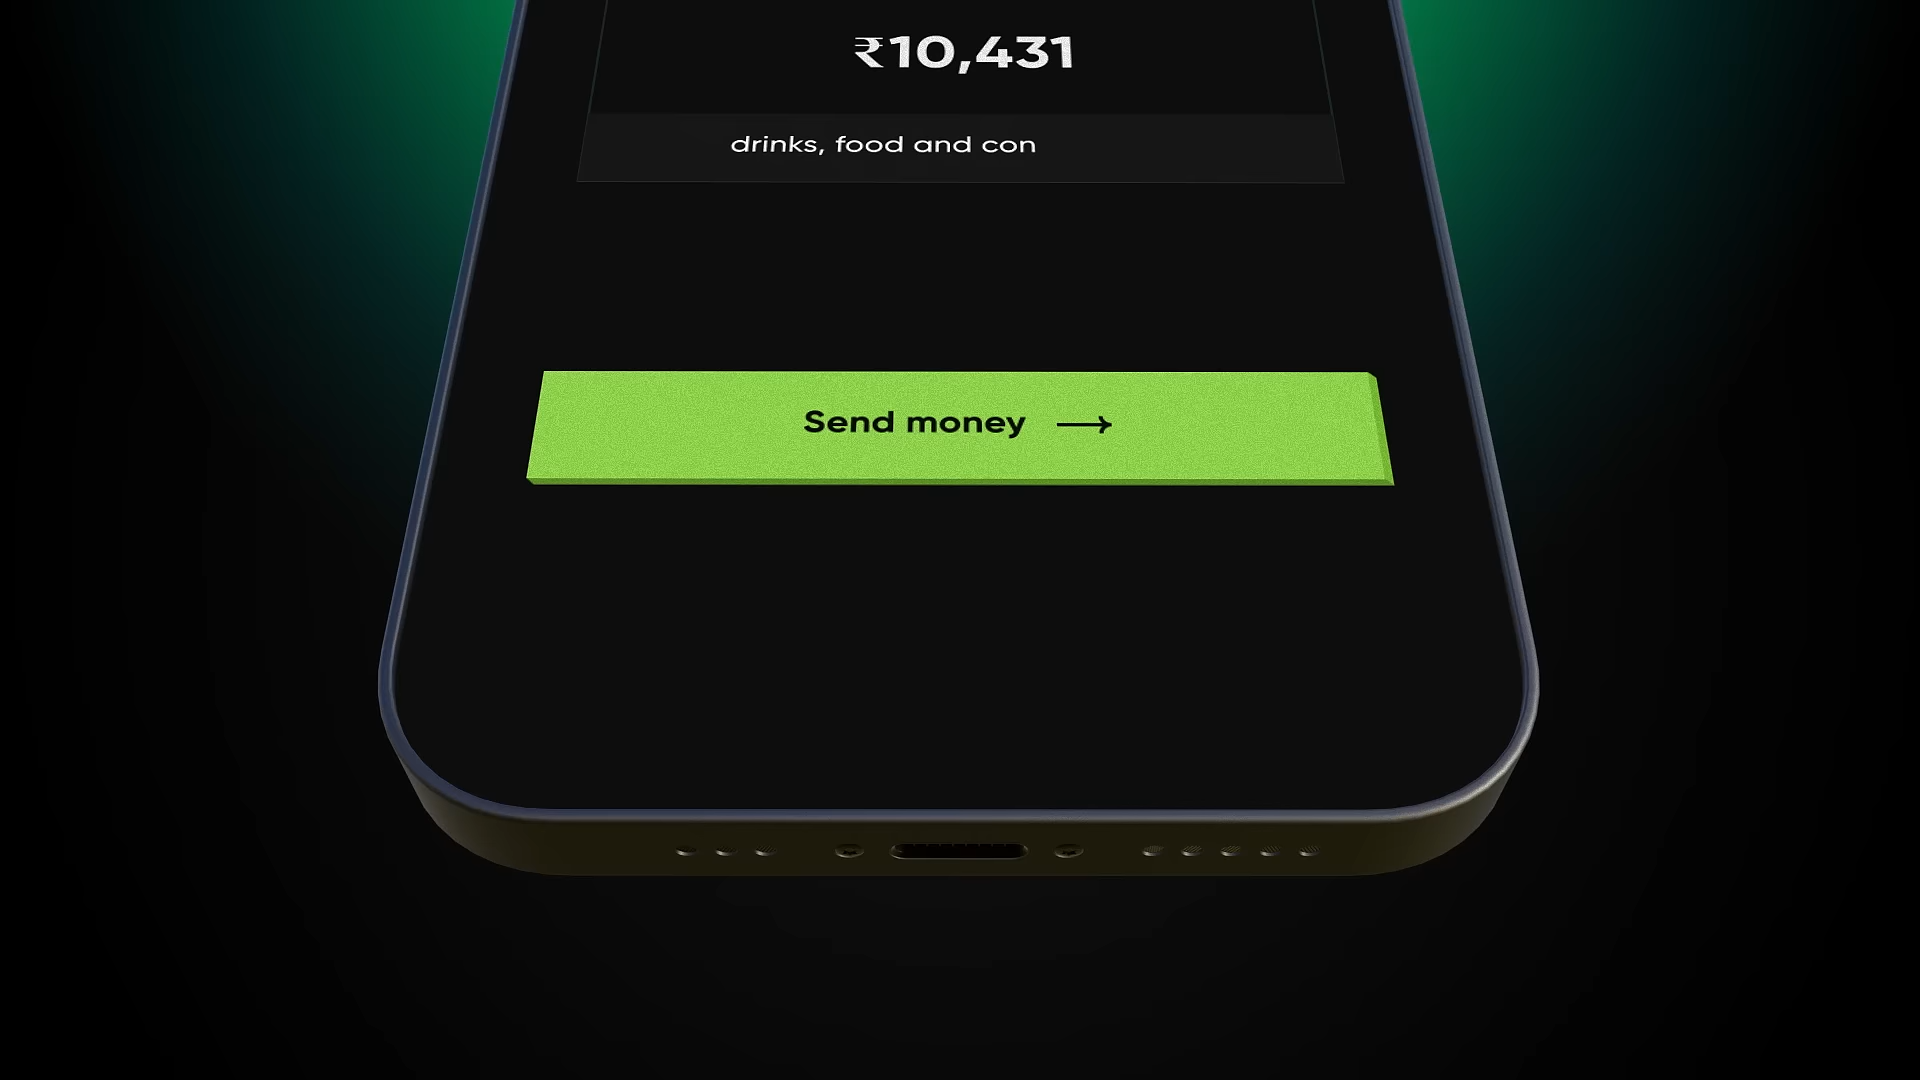 ₹10,431
drinks, food and con
Send money →